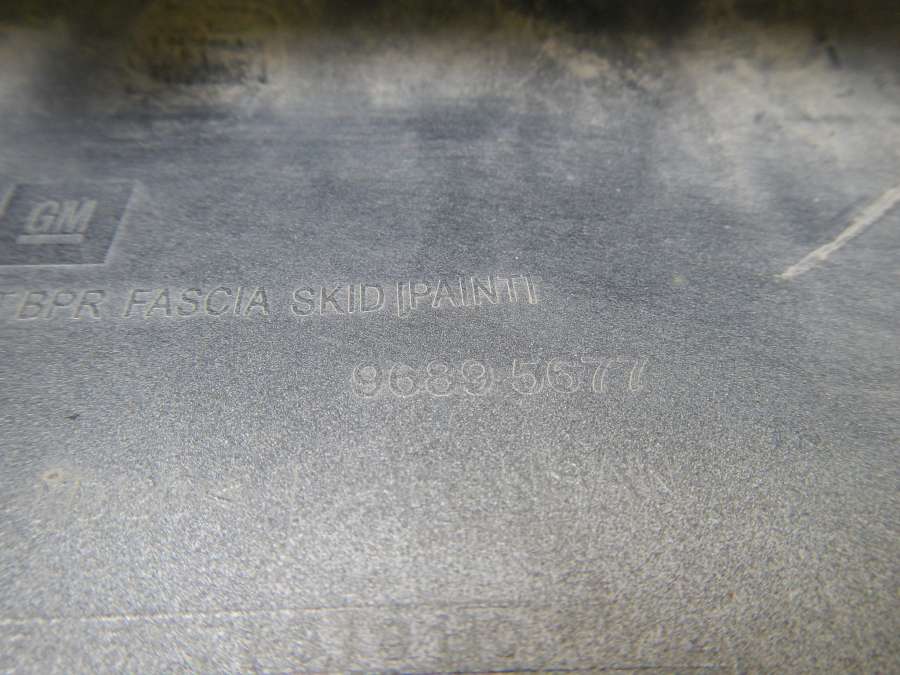 GM
T BPR FASCIA SKID [PAINT]
9689 5677